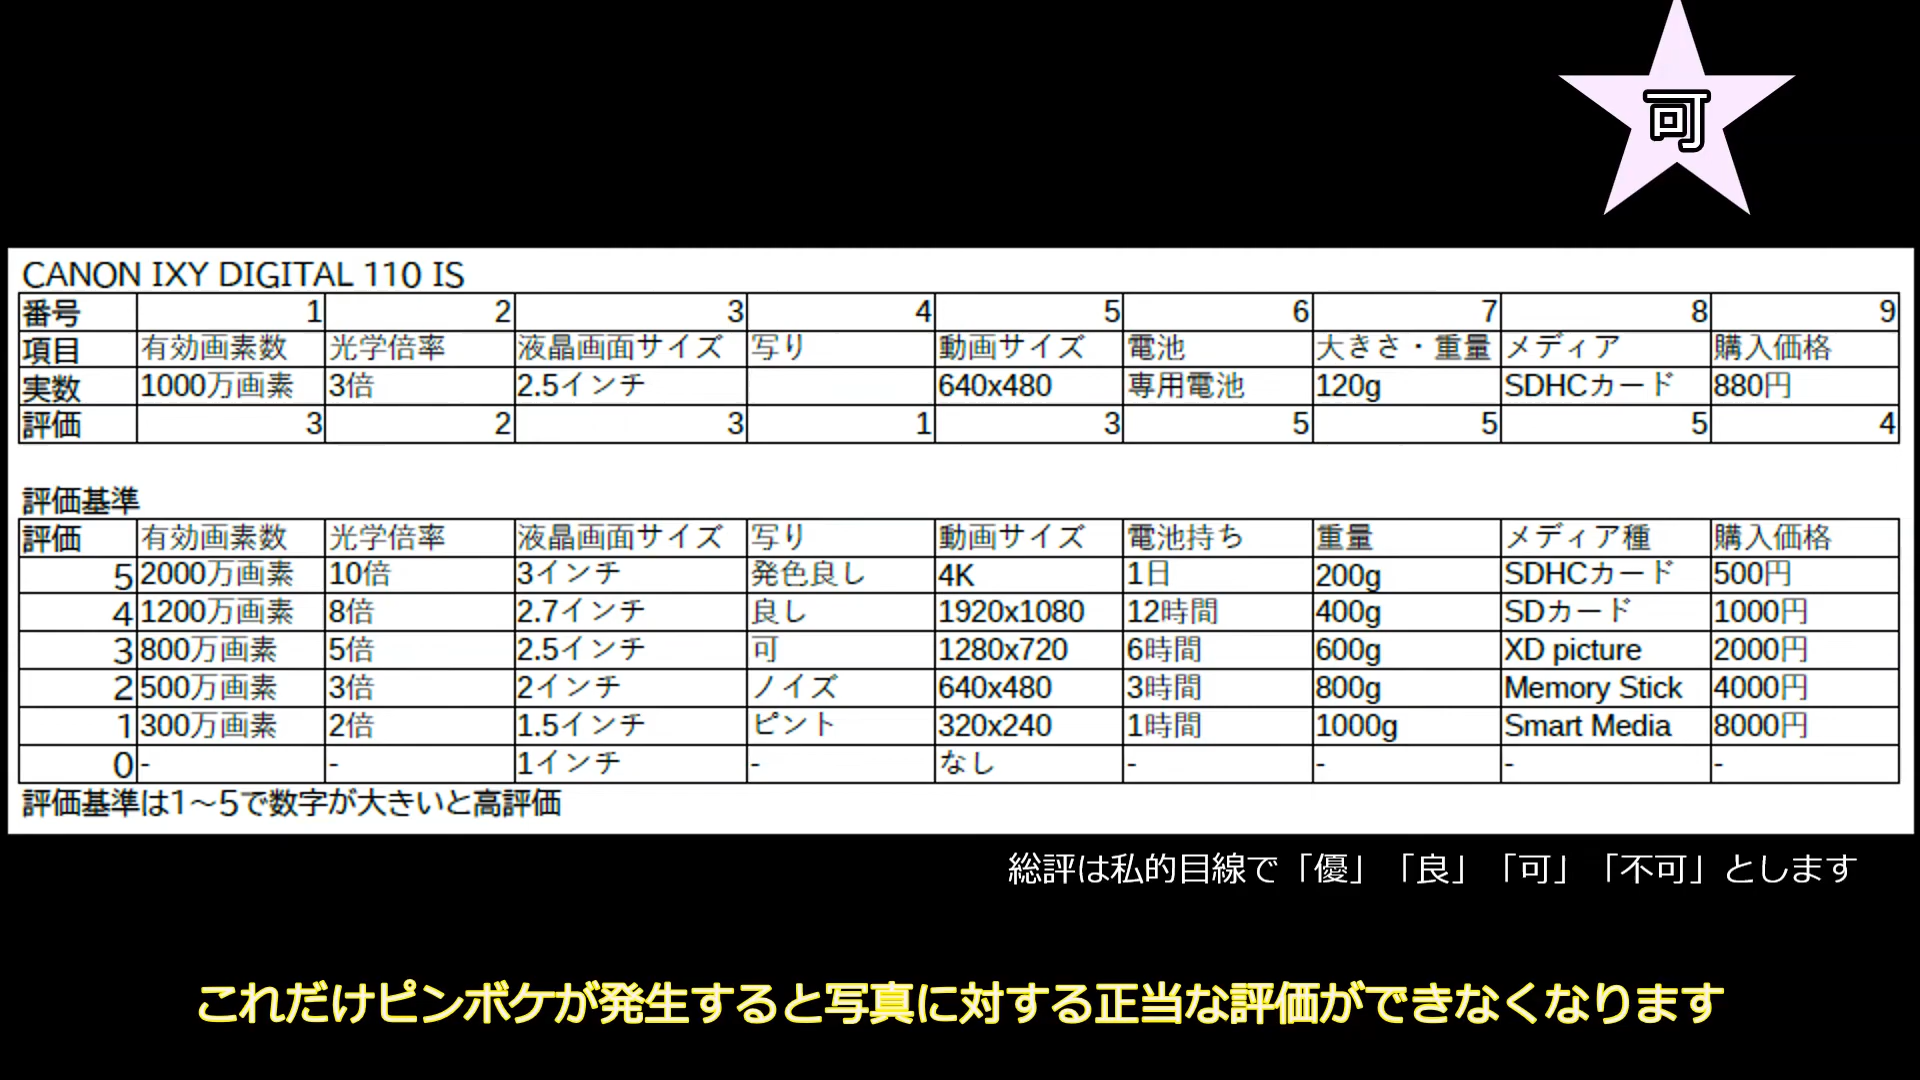 可
CANON IXY DIGITAL 110 IS
番号 1 2 3 4 5 6 7 8 9
項目 有効画素数 光学倍率 液晶画面サイズ 写り 動画サイズ 電池 大きさ・重量 メディア 購入価格
実数 1000万画素 3倍 2.5インチ 640x480 専用電池 120g SDHCカード 880円
評価 3 2 3 1 3 5 5 5 4
評価基準
評価 有効画素数 光学倍率 液晶画面サイズ 写り 動画サイズ 電池持ち 重量 メディア種 購入価格
5 2000万画素 10倍 3インチ 発色良し 4K 1日 200g SDHCカード 500円
4 1200万画素 8倍 2.7インチ 良し 1920x1080 12時間 400g SDカード 1000円
3 800万画素 5倍 2.5インチ 可 1280x720 6時間 600g XD picture 2000円
2 500万画素 3倍 2インチ ノイズ 640x480 3時間 800g Memory Stick 4000円
1 300万画素 2倍 1.5インチ ピント 320x240 1時間 1000g Smart Media 8000円
0 - - 1インチ - なし - - - -
評価基準は1～5で数字が大きいと高評価
総評は私的目線で「優」「良」「可」「不可」とします
これだけピンボケが発生すると写真に対する正当な評価ができなくなります